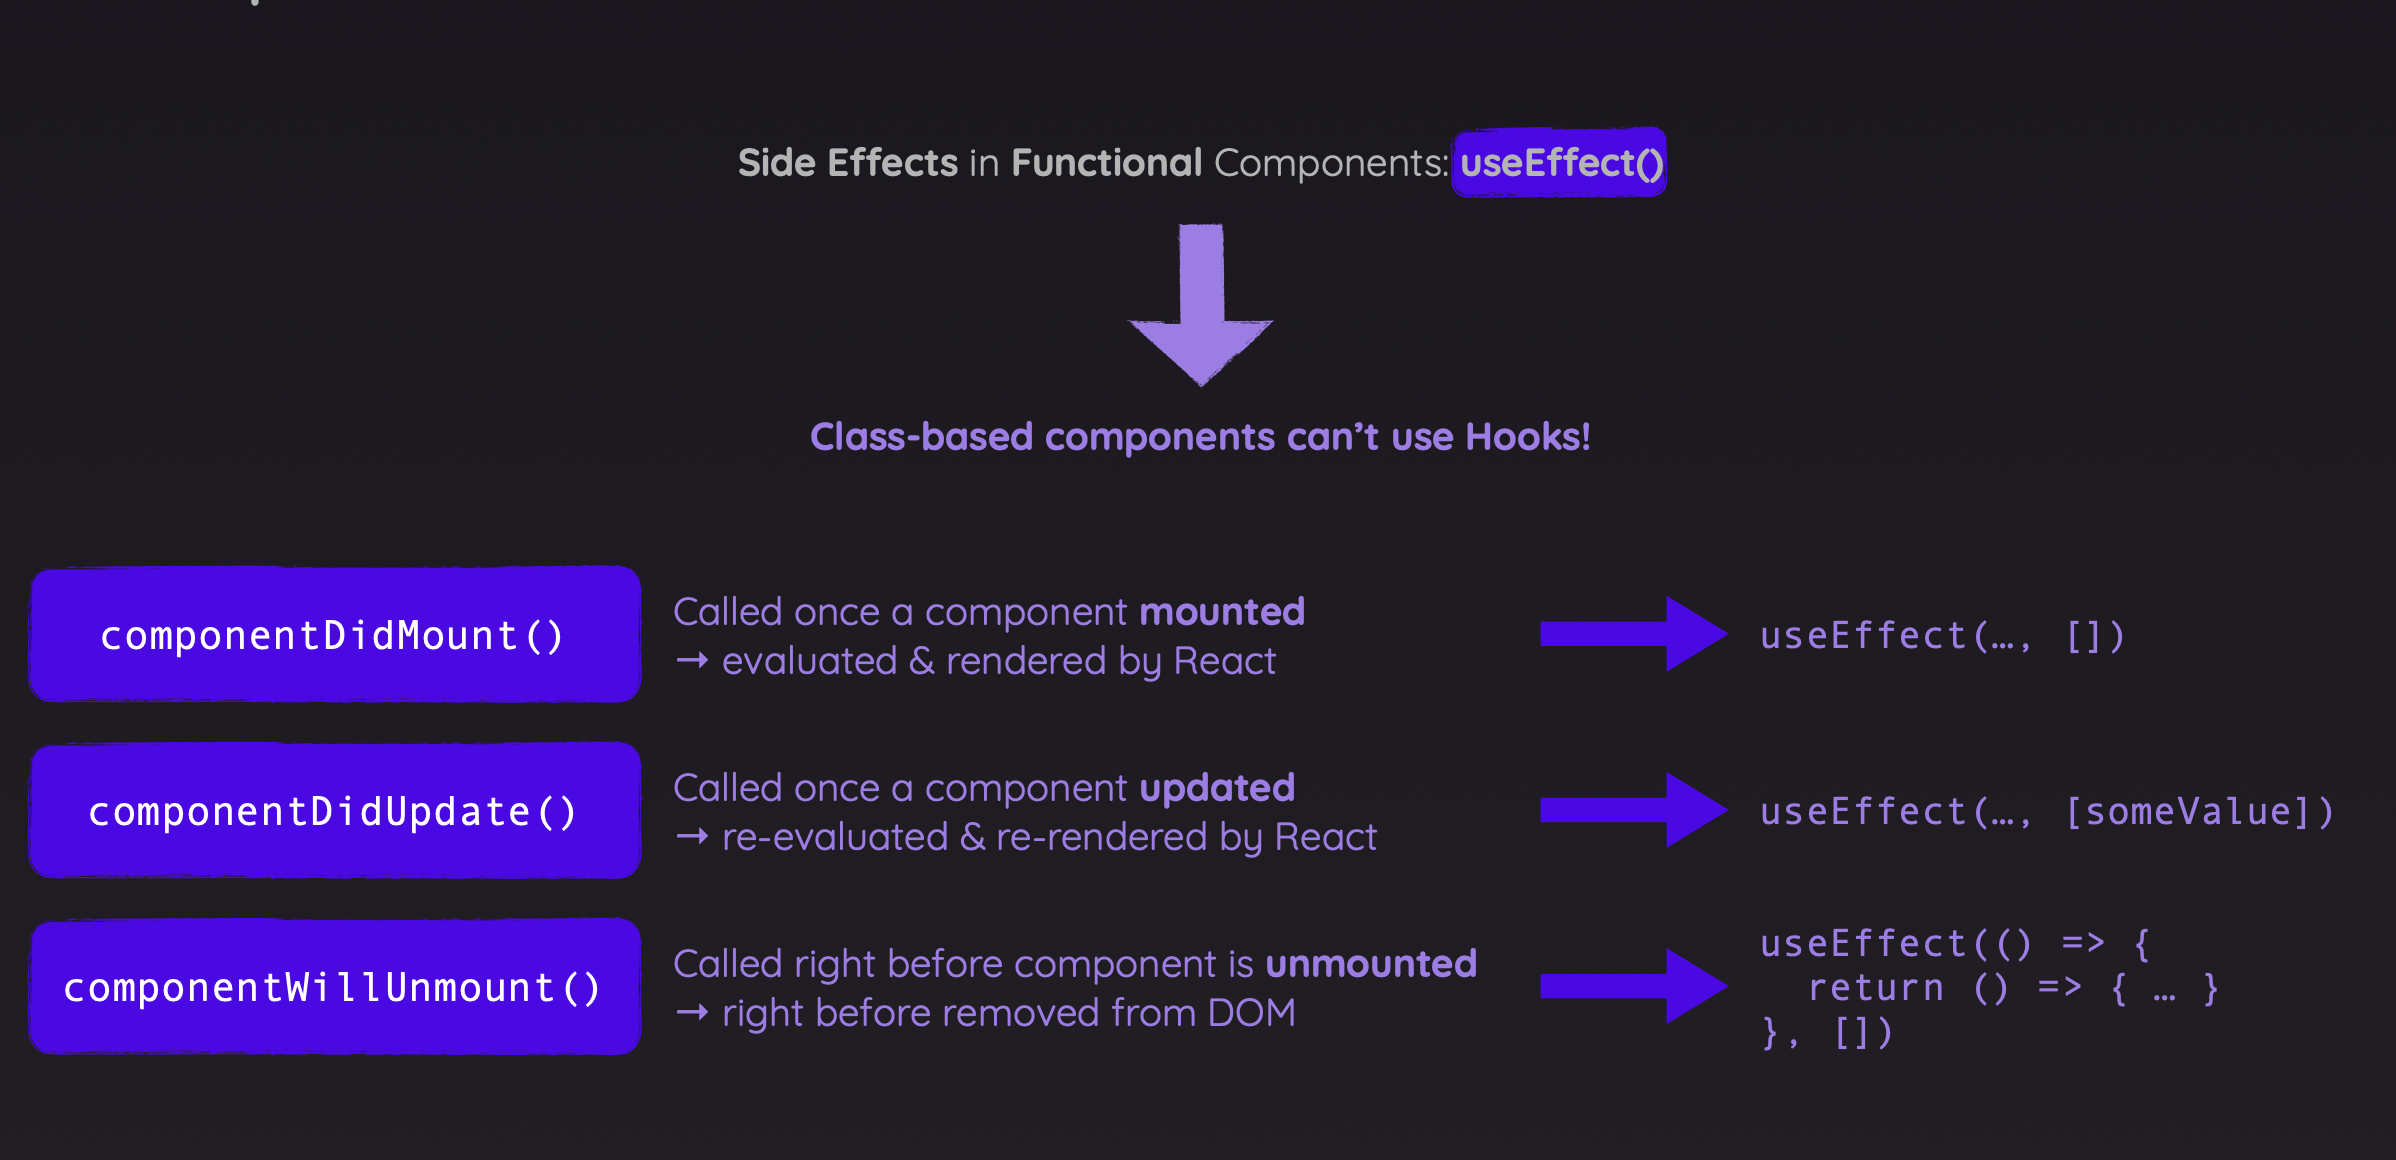 Side Effects in Functional Components: useEffect()
Class-based components can’t use Hooks!
componentDidMount()
Called once a component mounted
→ evaluated & rendered by React
useEffect(…, [])
componentDidUpdate()
Called once a component updated
→ re-evaluated & re-rendered by React
useEffect(…, [someValue])
componentWillUnmount()
Called right before component is unmounted
→ right before removed from DOM
useEffect(() => {
  return () => { … }
}, [])